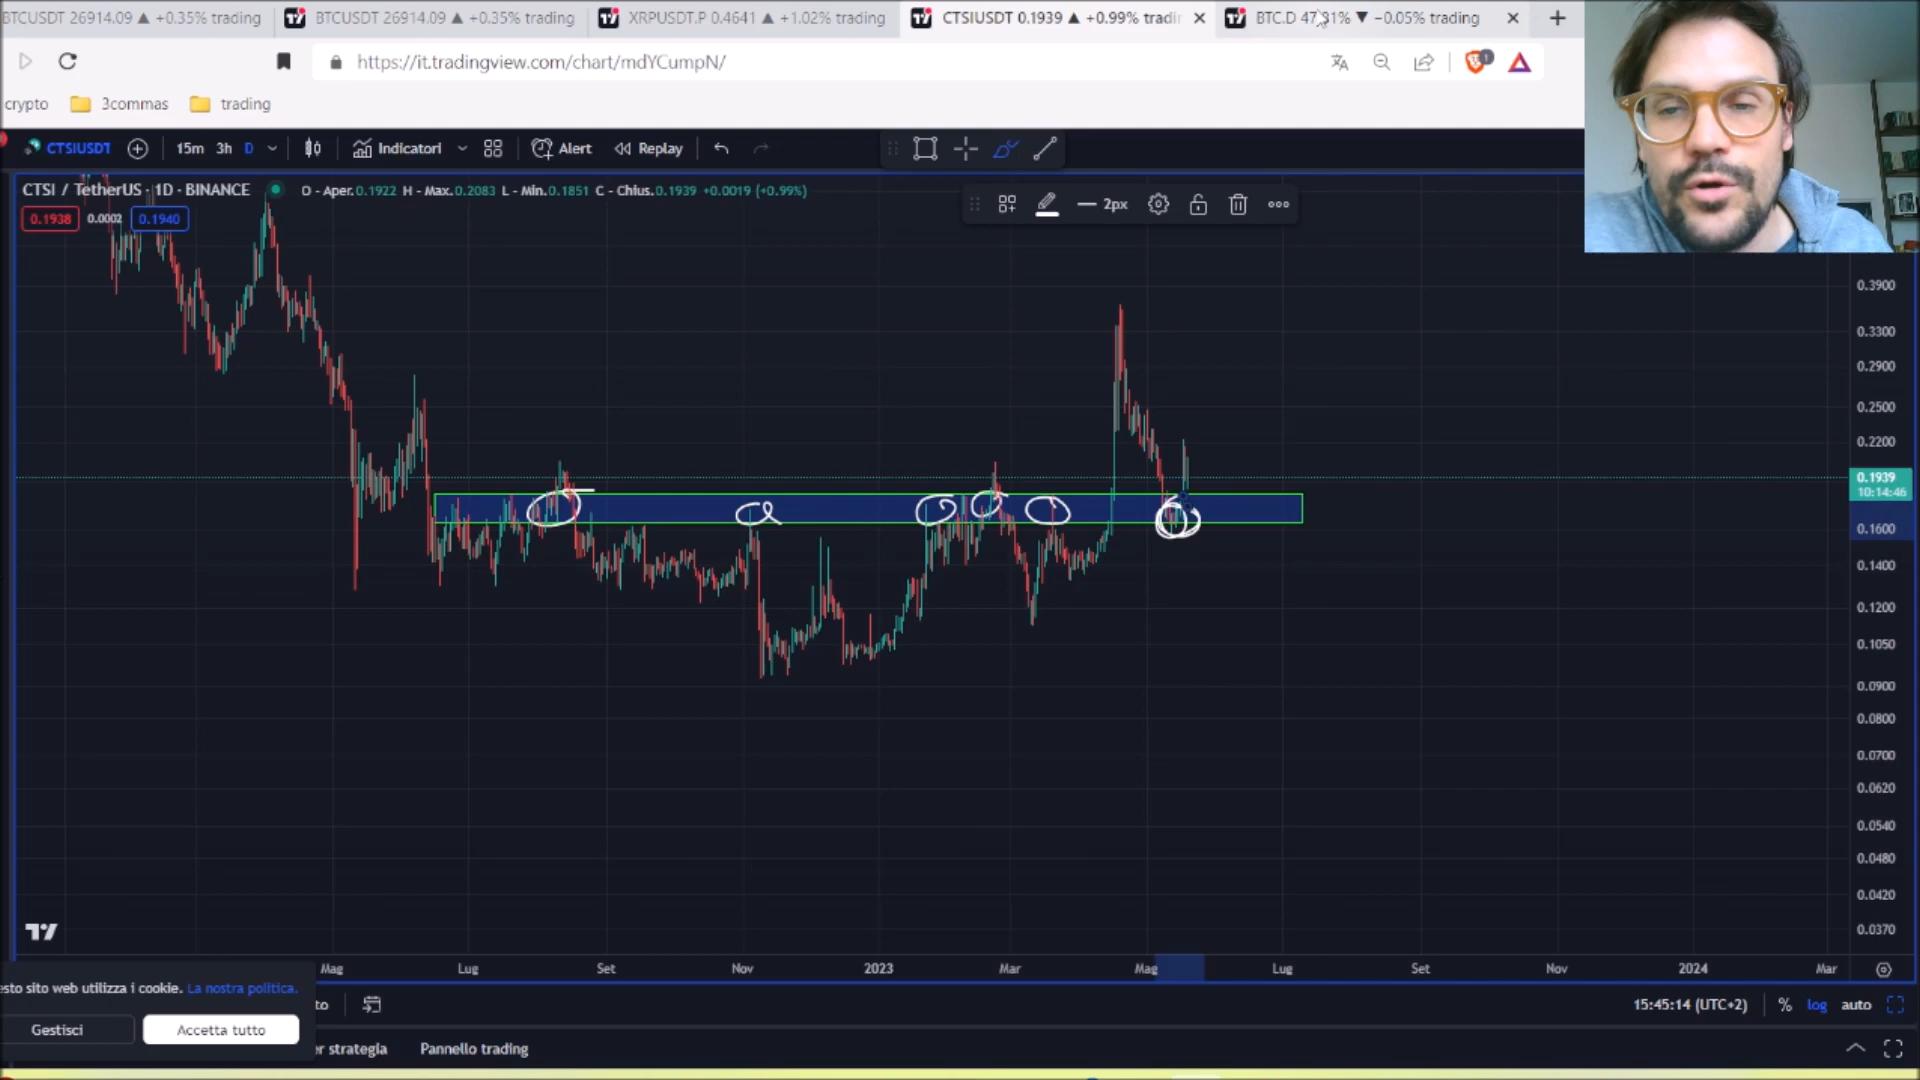 BTCUSDT 26914.09 ▲ +0.35% trading
BTCUSDT 26914.09 ▲ +0.35% trading
XRPUSDT.P 0.4641 ▲ +1.02% trading
CTSIUSDT 0.1939 ▲ +0.99% tradin
BTC.D 47.31% ▼ −0.05% trading
https://it.tradingview.com/chart/mdYCumpN/
1
crypto
3commas
trading
CTSIUSDT
15m 3h D
Indicatori
Alert
Replay
CTSI / TetherUS · 1D · BINANCE
O - Aper.0.1922 H - Max.0.2083 L - Min.0.1851 C - Chius.0.1939 +0.0019 (+0.99%)
2px
0.1938 0.0002 0.1940
0.3900
0.3300
0.2900
0.2500
0.2200
0.1939
10:14:46
0.1600
0.1400
0.1200
0.1050
0.0900
0.0800
0.0700
0.0620
0.0540
0.0480
0.0420
0.0370
Mag Lug Set Nov 2023 Mar Mag Lug Set Nov 2024 Mar
esto sito web utilizza i cookie. La nostra politica.
to
15:45:14 (UTC+2) % log auto
Gestisci
Accetta tutto
er strategia
Pannello trading